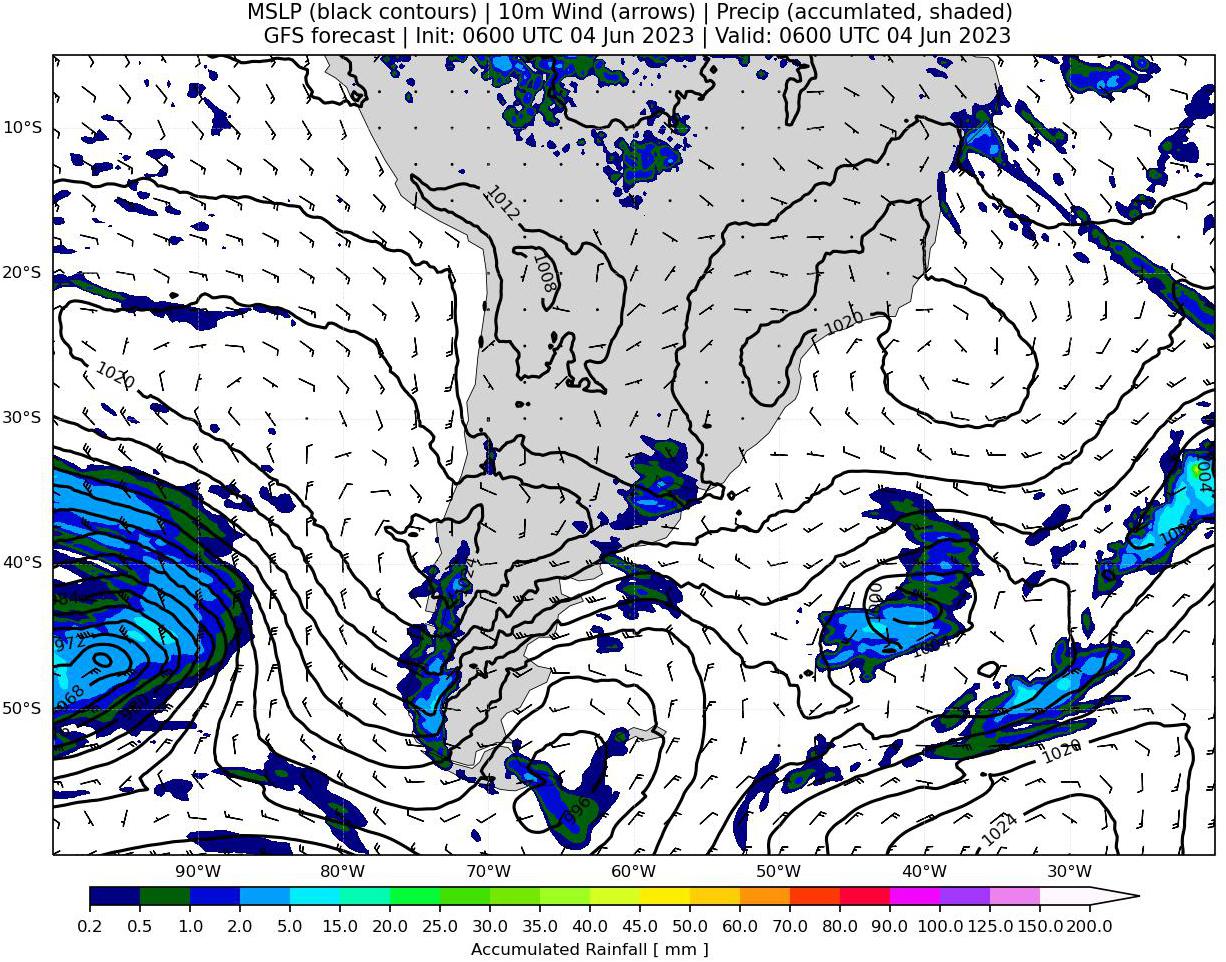 MSLP (black contours) | 10m Wind (arrows) | Precip (accumlated, shaded)
GFS forecast | Init: 0600 UTC 04 Jun 2023 | Valid: 0600 UTC 04 Jun 2023
10°S
1012
1008
20°S
1020
1020
30°S
1004
40°S
1000
1004
972
968
50°S
1020
996
1024
90°W 80°W 70°W 60°W 50°W 40°W 30°W
0.2 0.5 1.0 2.0 5.0 10.0 15.0 20.0 25.0 30.0 35.0 40.0 45.0 50.0 60.0 70.0 80.0 90.0 100.0 125.0 150.0 200.0
Accumulated Rainfall [ mm ]